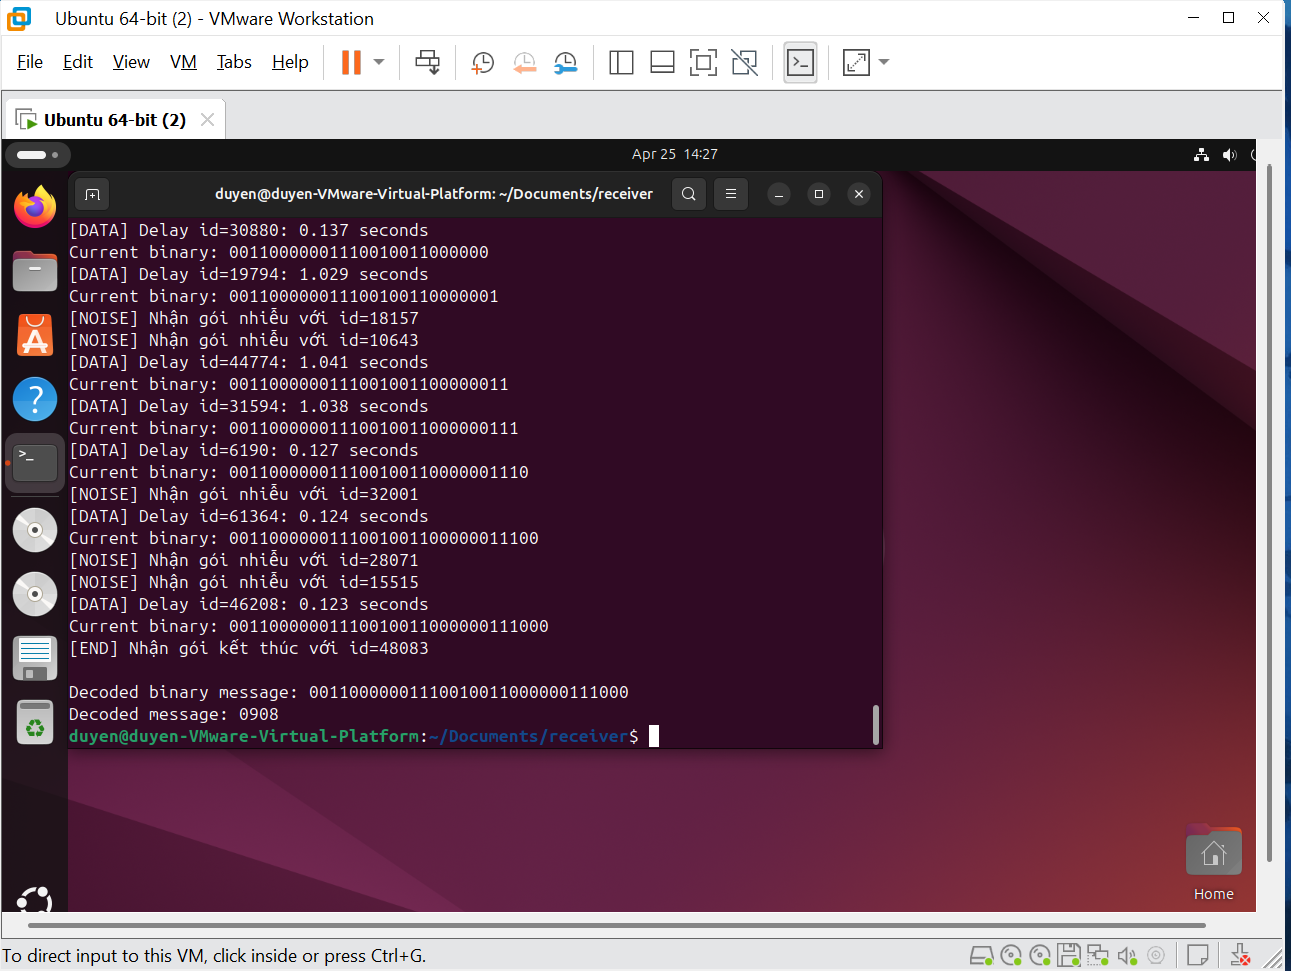 Ubuntu 64-bit (2) - VMware Workstation
File Edit View VM Tabs Help
Ubuntu 64-bit (2)
Apr 25 14:27
duyen@duyen-VMware-Virtual-Platform: ~/Documents/receiver
[DATA] Delay id=30880: 0.137 seconds
Current binary: 00110000001110010011000000
[DATA] Delay id=19794: 1.029 seconds
Current binary: 001100000011100100110000001
[NOISE] Nhận gói nhiễu với id=18157
[NOISE] Nhận gói nhiễu với id=10643
[DATA] Delay id=44774: 1.041 seconds
Current binary: 0011000000111001001100000011
[DATA] Delay id=31594: 1.038 seconds
Current binary: 00110000001110010011000000111
[DATA] Delay id=6190: 0.127 seconds
Current binary: 001100000011100100110000001110
[NOISE] Nhận gói nhiễu với id=32001
[DATA] Delay id=61364: 0.124 seconds
Current binary: 0011000000111001001100000011100
[NOISE] Nhận gói nhiễu với id=28071
[NOISE] Nhận gói nhiễu với id=15515
[DATA] Delay id=46208: 0.123 seconds
Current binary: 00110000001110010011000000111000
[END] Nhận gói kết thúc với id=48083
Decoded binary message: 00110000001110010011000000111000
Decoded message: 0908
duyen@duyen-VMware-Virtual-Platform:~/Documents/receiver$
Home
To direct input to this VM, click inside or press Ctrl+G.